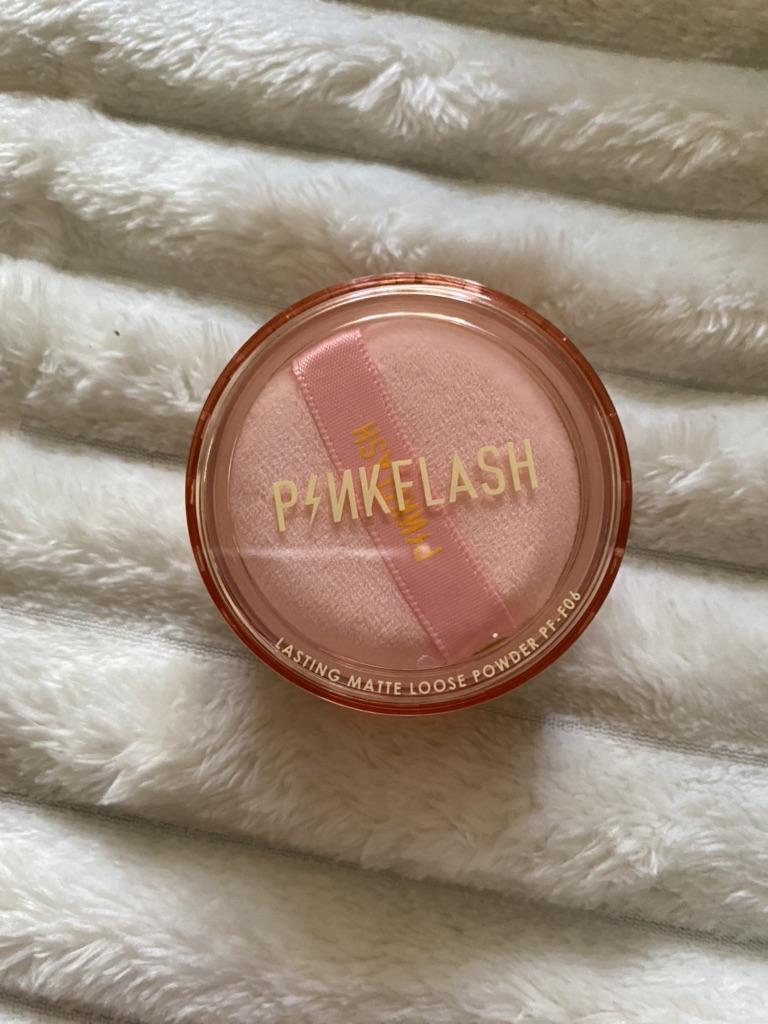 PINKFLASH
PINKFLASH
LASTING MATTE LOOSE POWDER PF-F06